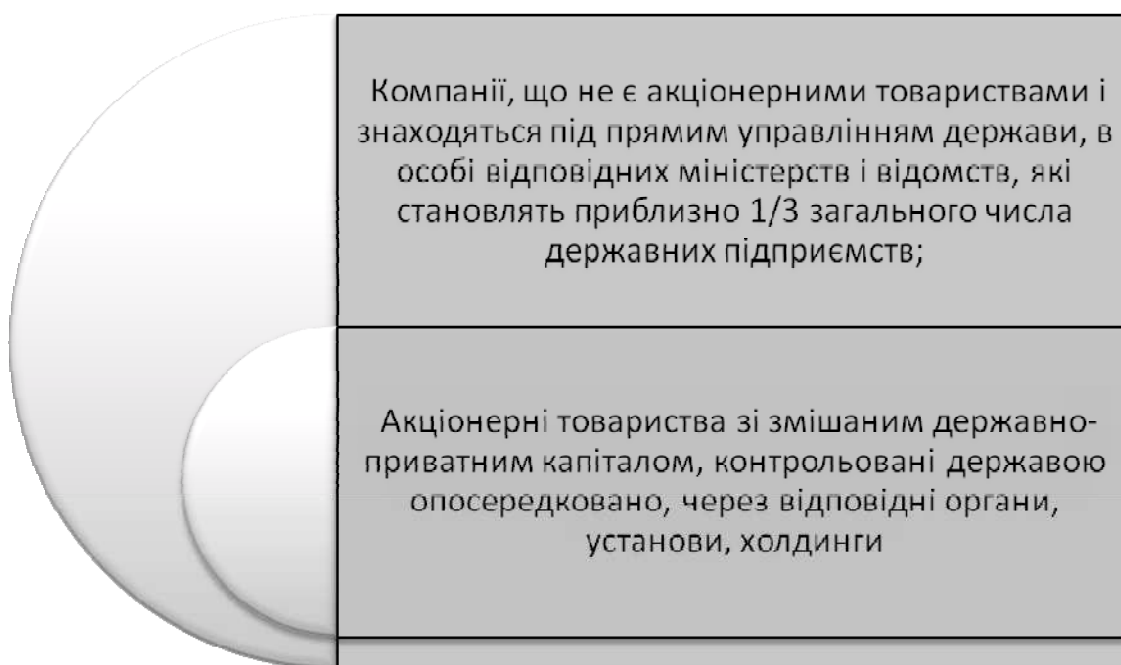 Компанії, що не є акціонерними товариствами і
знаходяться під прямим управлінням держави, в
особі відповідних міністерств і відомств, які
становлять приблизно 1/3 загального числа
державних підприємств;
Акціонерні товариства зі змішаним державно-
приватним капіталом, контрольовані державою
опосередковано, через відповідні органи,
установи, холдинги